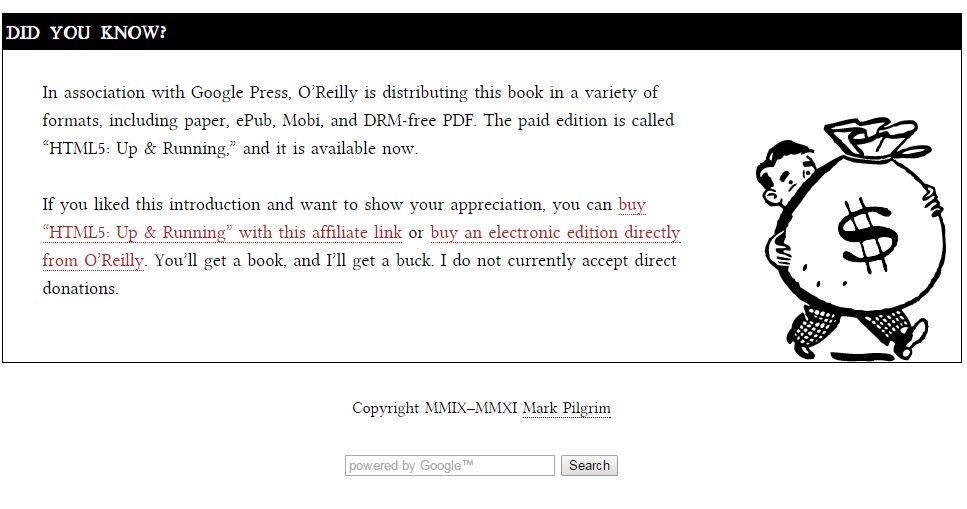 DID YOU KNOW?
In association with Google Press, O’Reilly is distributing this book in a variety of
formats, including paper, ePub, Mobi, and DRM-free PDF. The paid edition is called
“HTML5: Up & Running,” and it is available now.
If you liked this introduction and want to show your appreciation, you can buy
“HTML5: Up & Running” with this affiliate link or buy an electronic edition directly
from O’Reilly. You’ll get a book, and I’ll get a buck. I do not currently accept direct
donations.
$
Copyright MMIX–MMXI Mark Pilgrim
powered by Google™ Search